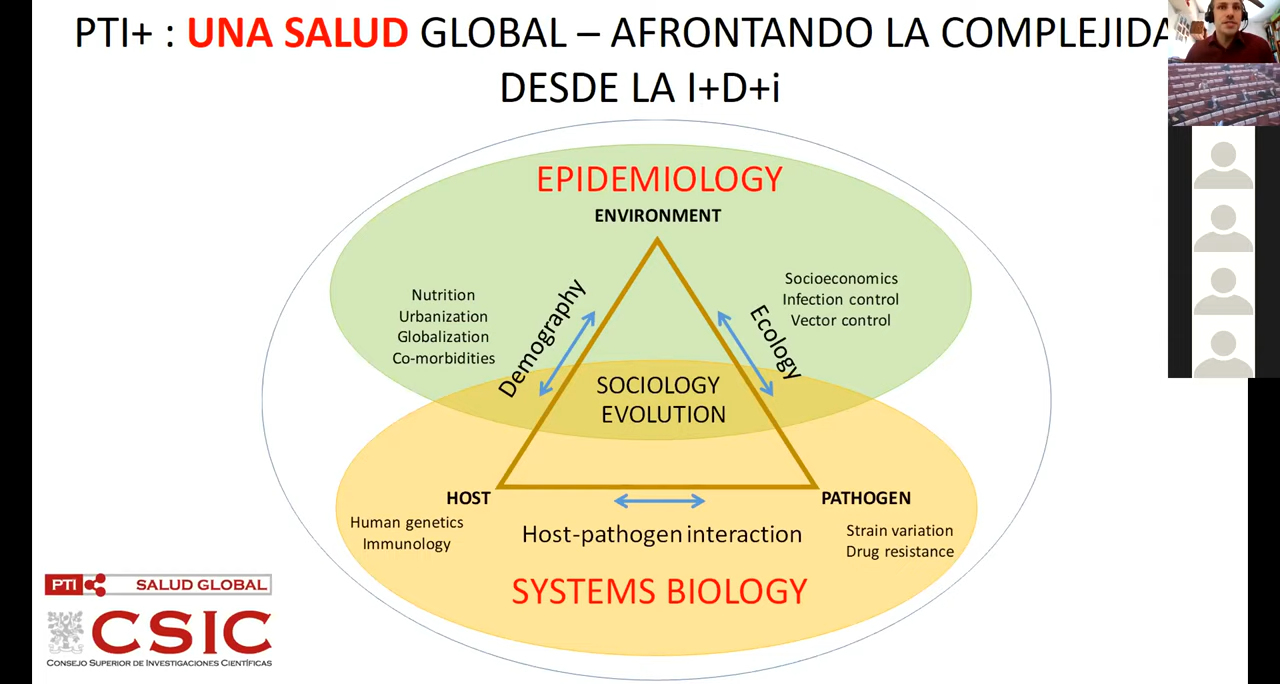 PTI+ : UNA SALUD GLOBAL – AFRONTANDO LA COMPLEJIDA
DESDE LA I+D+i
EPIDEMIOLOGY
ENVIRONMENT
Nutrition
Urbanization
Globalization
Co-morbidities
Demography
Ecology
Socioeconomics
Infection control
Vector control
SOCIOLOGY
EVOLUTION
HOST
Human genetics
Immunology
Host-pathogen interaction
PATHOGEN
Strain variation
Drug resistance
SYSTEMS BIOLOGY
PTI SALUD GLOBAL
CSIC
CONSEJO SUPERIOR DE INVESTIGACIONES CIENTÍFICAS